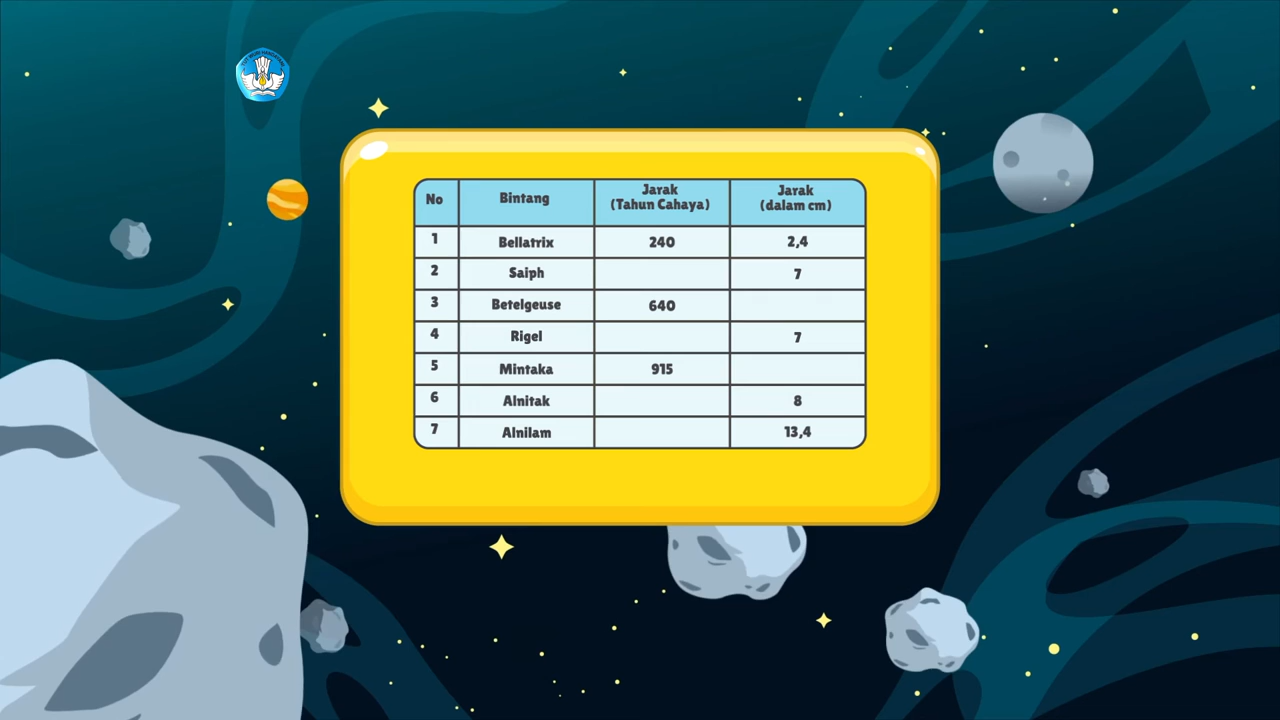 No Bintang Jarak (Tahun Cahaya) Jarak (dalam cm)
1 Bellatrix 240 2,4
2 Saiph 7
3 Betelgeuse 640
4 Rigel 7
5 Mintaka 915
6 Alnitak 8
7 Alnilam 13,4